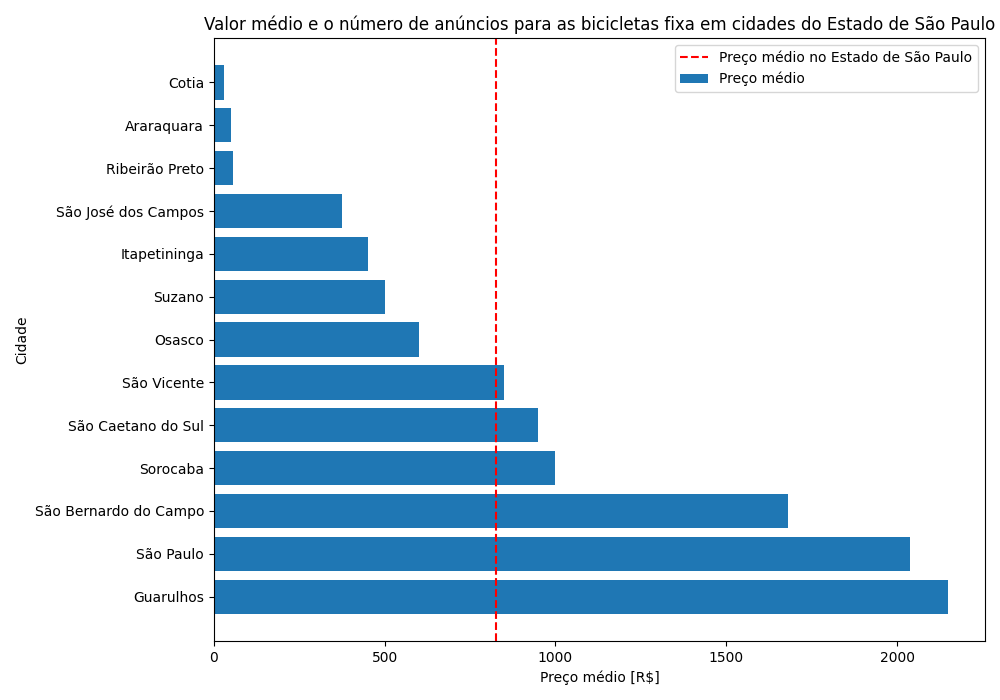 Valor médio e o número de anúncios para as bicicletas fixa em cidades do Estado de São Paulo
Preço médio no Estado de São Paulo
Preço médio
Cidade
Cotia
Araraquara
Ribeirão Preto
São José dos Campos
Itapetininga
Suzano
Osasco
São Vicente
São Caetano do Sul
Sorocaba
São Bernardo do Campo
São Paulo
Guarulhos
0 500 1000 1500 2000
Preço médio [R$]